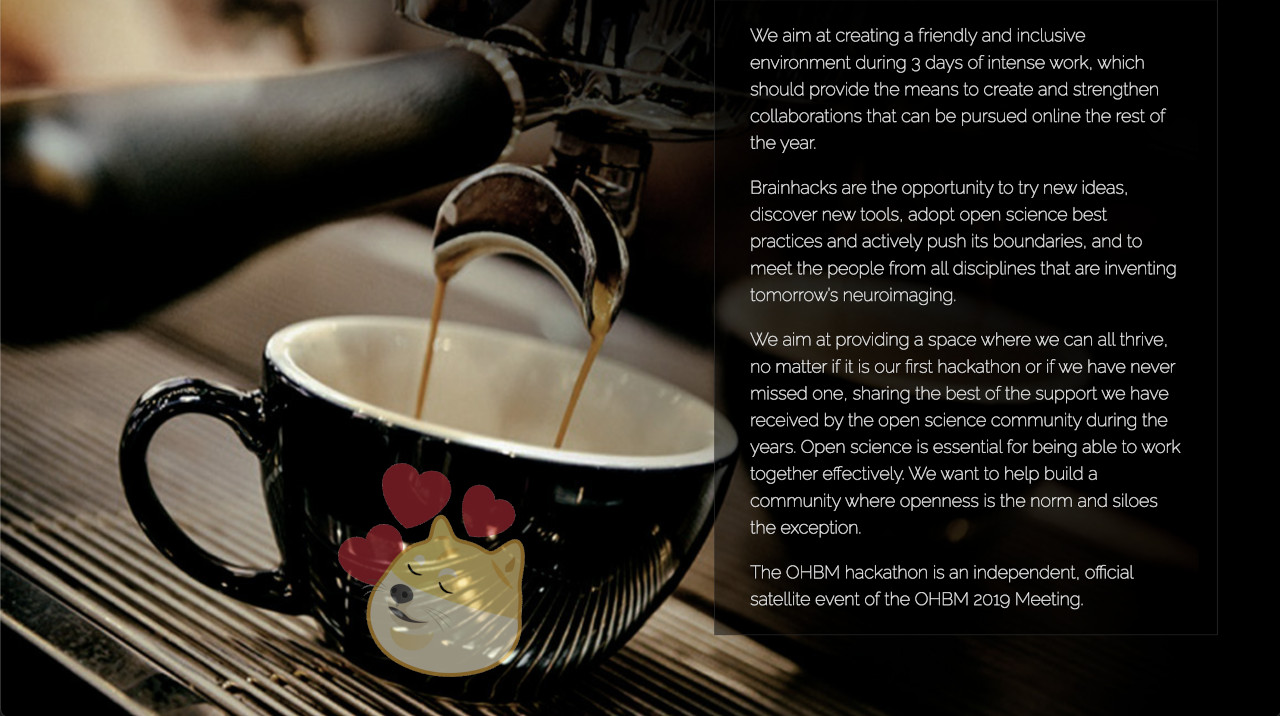 We aim at creating a friendly and inclusive
environment during 3 days of intense work, which
should provide the means to create and strengthen
collaborations that can be pursued online the rest of
the year.
Brainhacks are the opportunity to try new ideas,
discover new tools, adopt open science best
practices and actively push its boundaries, and to
meet the people from all disciplines that are inventing
tomorrow's neuroimaging.
We aim at providing a space where we can all thrive,
no matter if it is our first hackathon or if we have never
missed one, sharing the best of the support we have
received by the open science community during the
years. Open science is essential for being able to work
together effectively. We want to help build a
community where openness is the norm and siloes
the exception.
The OHBM hackathon is an independent, official
satellite event of the OHBM 2019 Meeting.